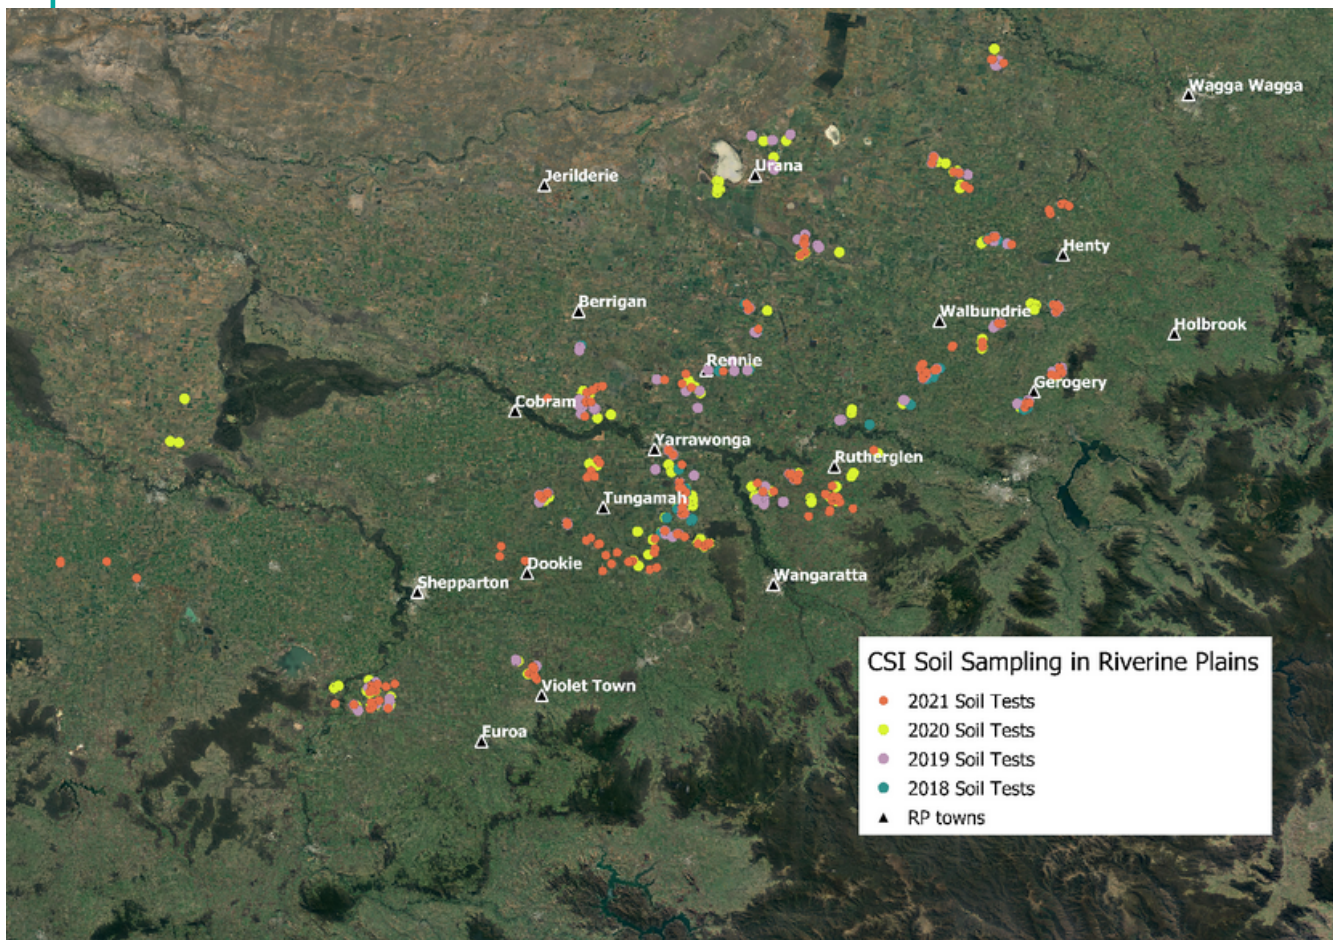 Wagga Wagga
Urana
Jerilderie
Henty
Berrigan
Walbundrie
Holbrook
Rennie
Gerogery
Cobram
Yarrawonga
Rutherglen
Tungamah
Dookie
Shepparton
Wangaratta
Violet Town
Euroa
CSI Soil Sampling in Riverine Plains
2021 Soil Tests
2020 Soil Tests
2019 Soil Tests
2018 Soil Tests
RP towns